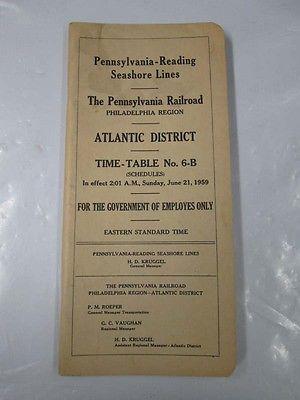 Pennsylvania-Reading
Seashore Lines
The Pennsylvania Railroad
PHILADELPHIA REGION
ATLANTIC DISTRICT
TIME-TABLE No. 6-B
(SCHEDULES)
In effect 2:01 A.M., Sunday, June 21, 1959
FOR THE GOVERNMENT OF EMPLOYES ONLY
EASTERN STANDARD TIME
PENNSYLVANIA-READING SEASHORE LINES
H. D. KRUGGEL
General Manager
THE PENNSYLVANIA RAILROAD
PHILADELPHIA REGION—ATLANTIC DISTRICT
P. M. ROEPER
General Manager Transportation
G. C. VAUGHAN
Regional Manager
H. D. KRUGGEL
Assistant Regional Manager-Atlantic District